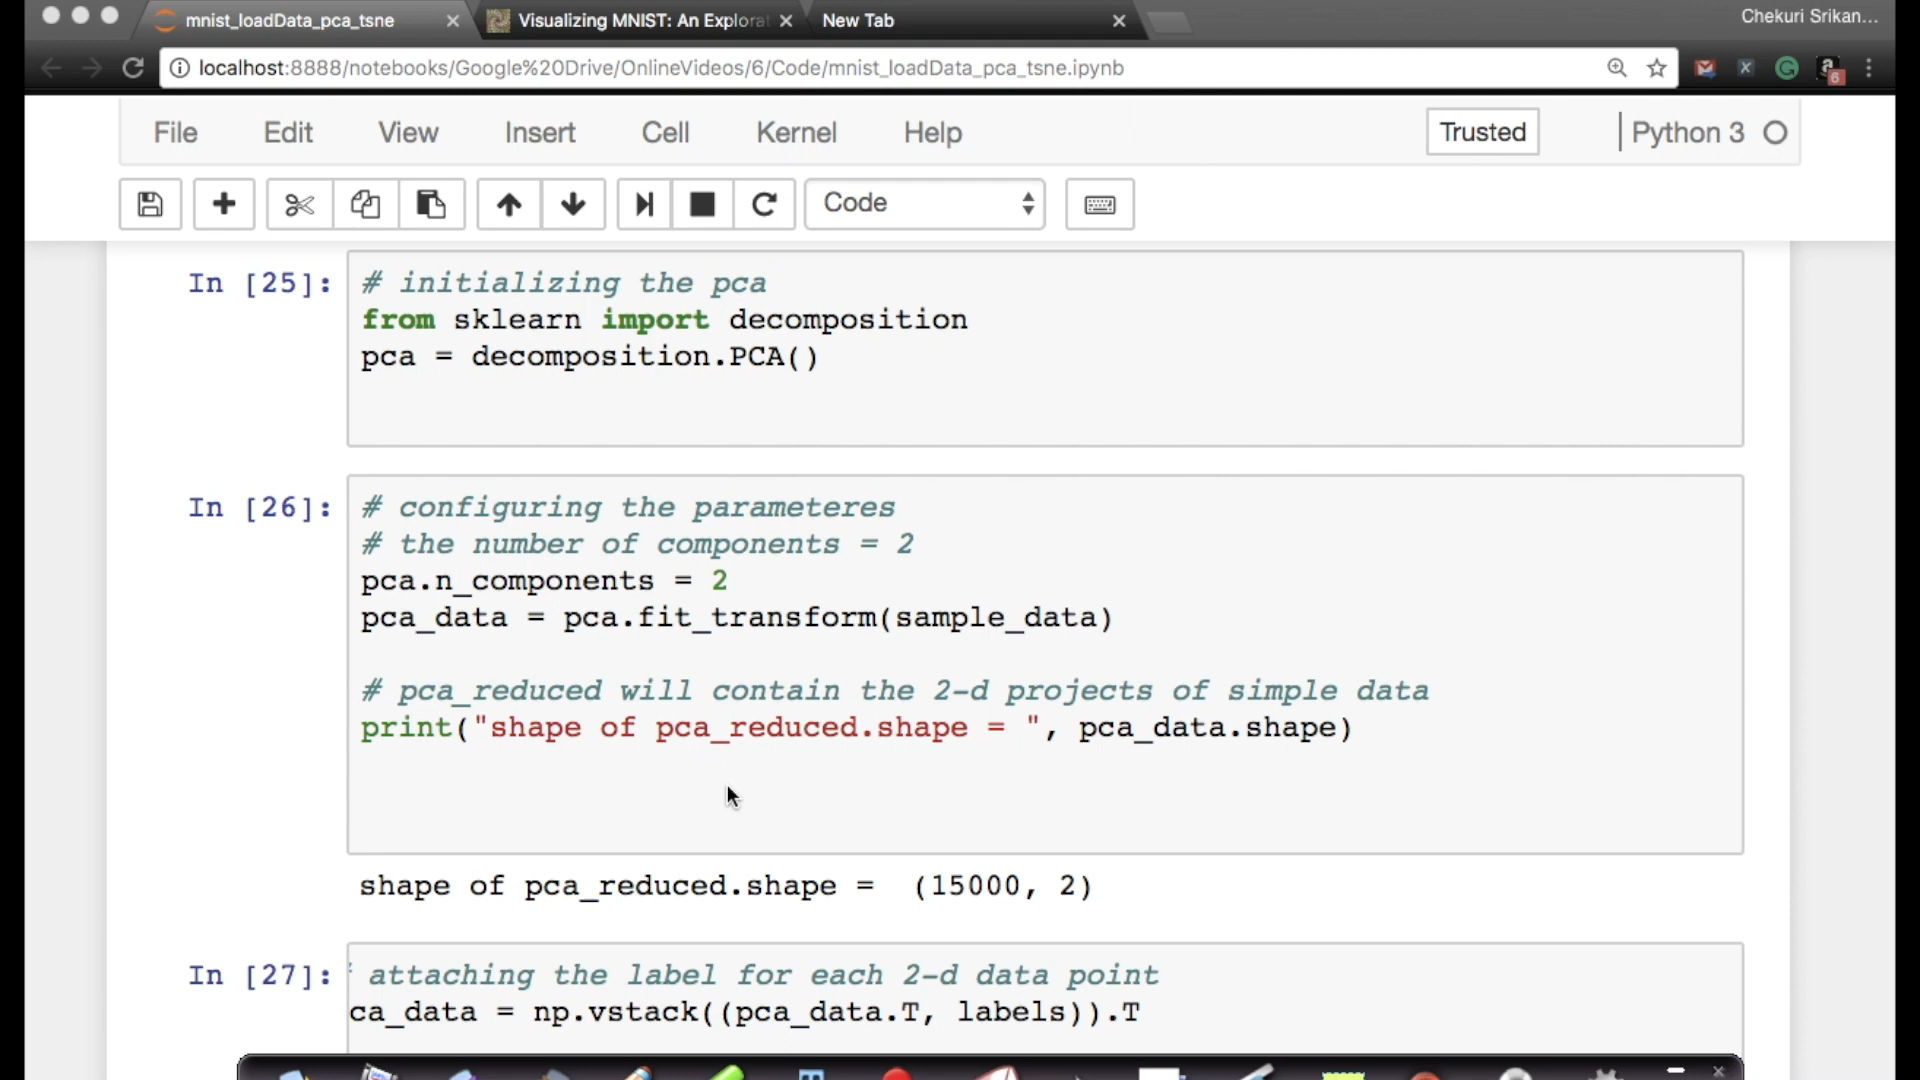 mnist_loadData_pca_tsne
Visualizing MNIST: An Explorat
New Tab
Chekuri Srikan...
localhost:8888/notebooks/Google%20Drive/OnlineVideos/6/Code/mnist_loadData_pca_tsne.ipynb
6
File Edit View Insert Cell Kernel Help Trusted Python 3
Code
In [25]:
# initializing the pca
from sklearn import decomposition
pca = decomposition.PCA()
In [26]:
# configuring the parameteres
# the number of components = 2
pca.n_components = 2
pca_data = pca.fit_transform(sample_data)
# pca_reduced will contain the 2-d projects of simple data
print("shape of pca_reduced.shape = ", pca_data.shape)
shape of pca_reduced.shape =  (15000, 2)
In [27]:
attaching the label for each 2-d data point
ca_data = np.vstack((pca_data.T, labels)).T